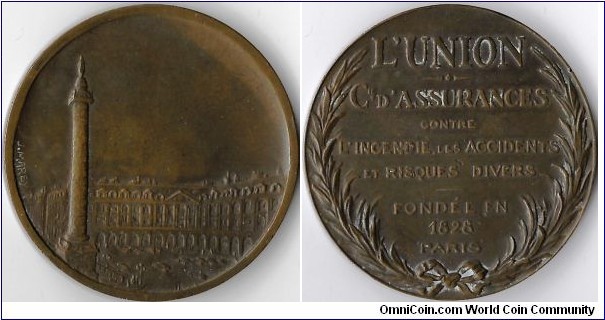 L'UNION
Cⁱᵉ D'ASSURANCES
CONTRE
L'INCENDIE, LES ACCIDENTS
ET RISQUES DIVERS
FONDÉE EN
1828
PARIS
OmniCoin.com World Coin Community